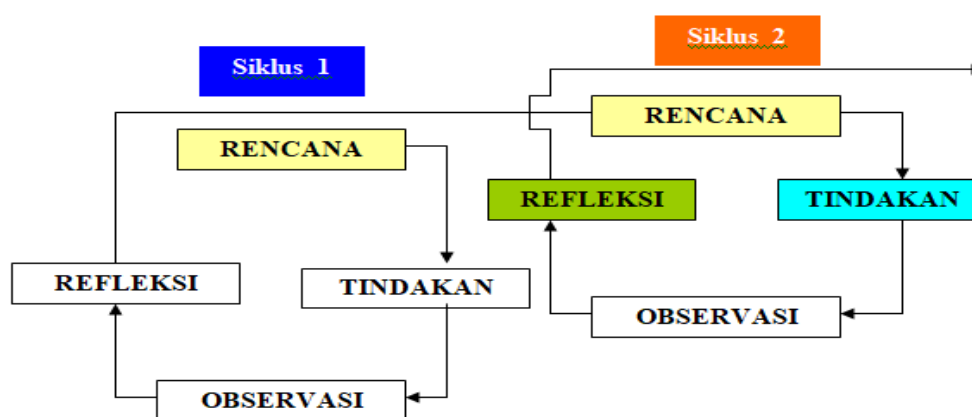 Siklus 1
RENCANA
TINDAKAN
OBSERVASI
REFLEKSI
Siklus 2
RENCANA
TINDAKAN
OBSERVASI
REFLEKSI